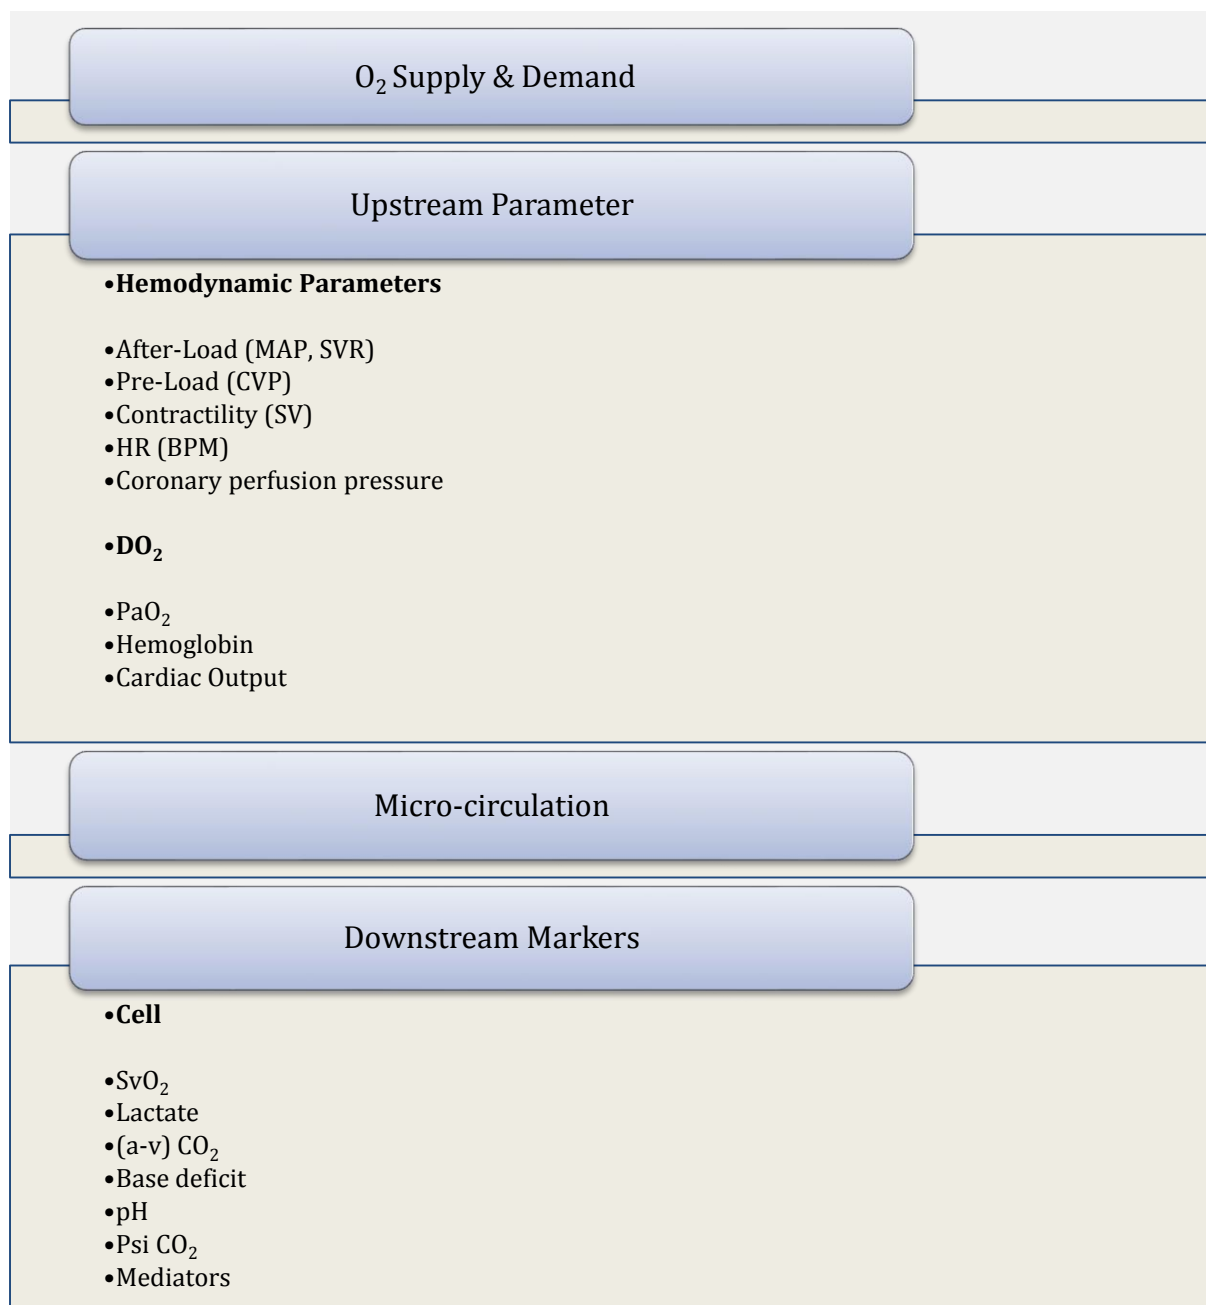 O₂ Supply & Demand
Upstream Parameter
•Hemodynamic Parameters
•After-Load (MAP, SVR)
•Pre-Load (CVP)
•Contractility (SV)
•HR (BPM)
•Coronary perfusion pressure
•DO₂
•PaO₂
•Hemoglobin
•Cardiac Output
Micro-circulation
Downstream Markers
•Cell
•SvO₂
•Lactate
•(a-v) CO₂
•Base deficit
•pH
•Psi CO₂
•Mediators